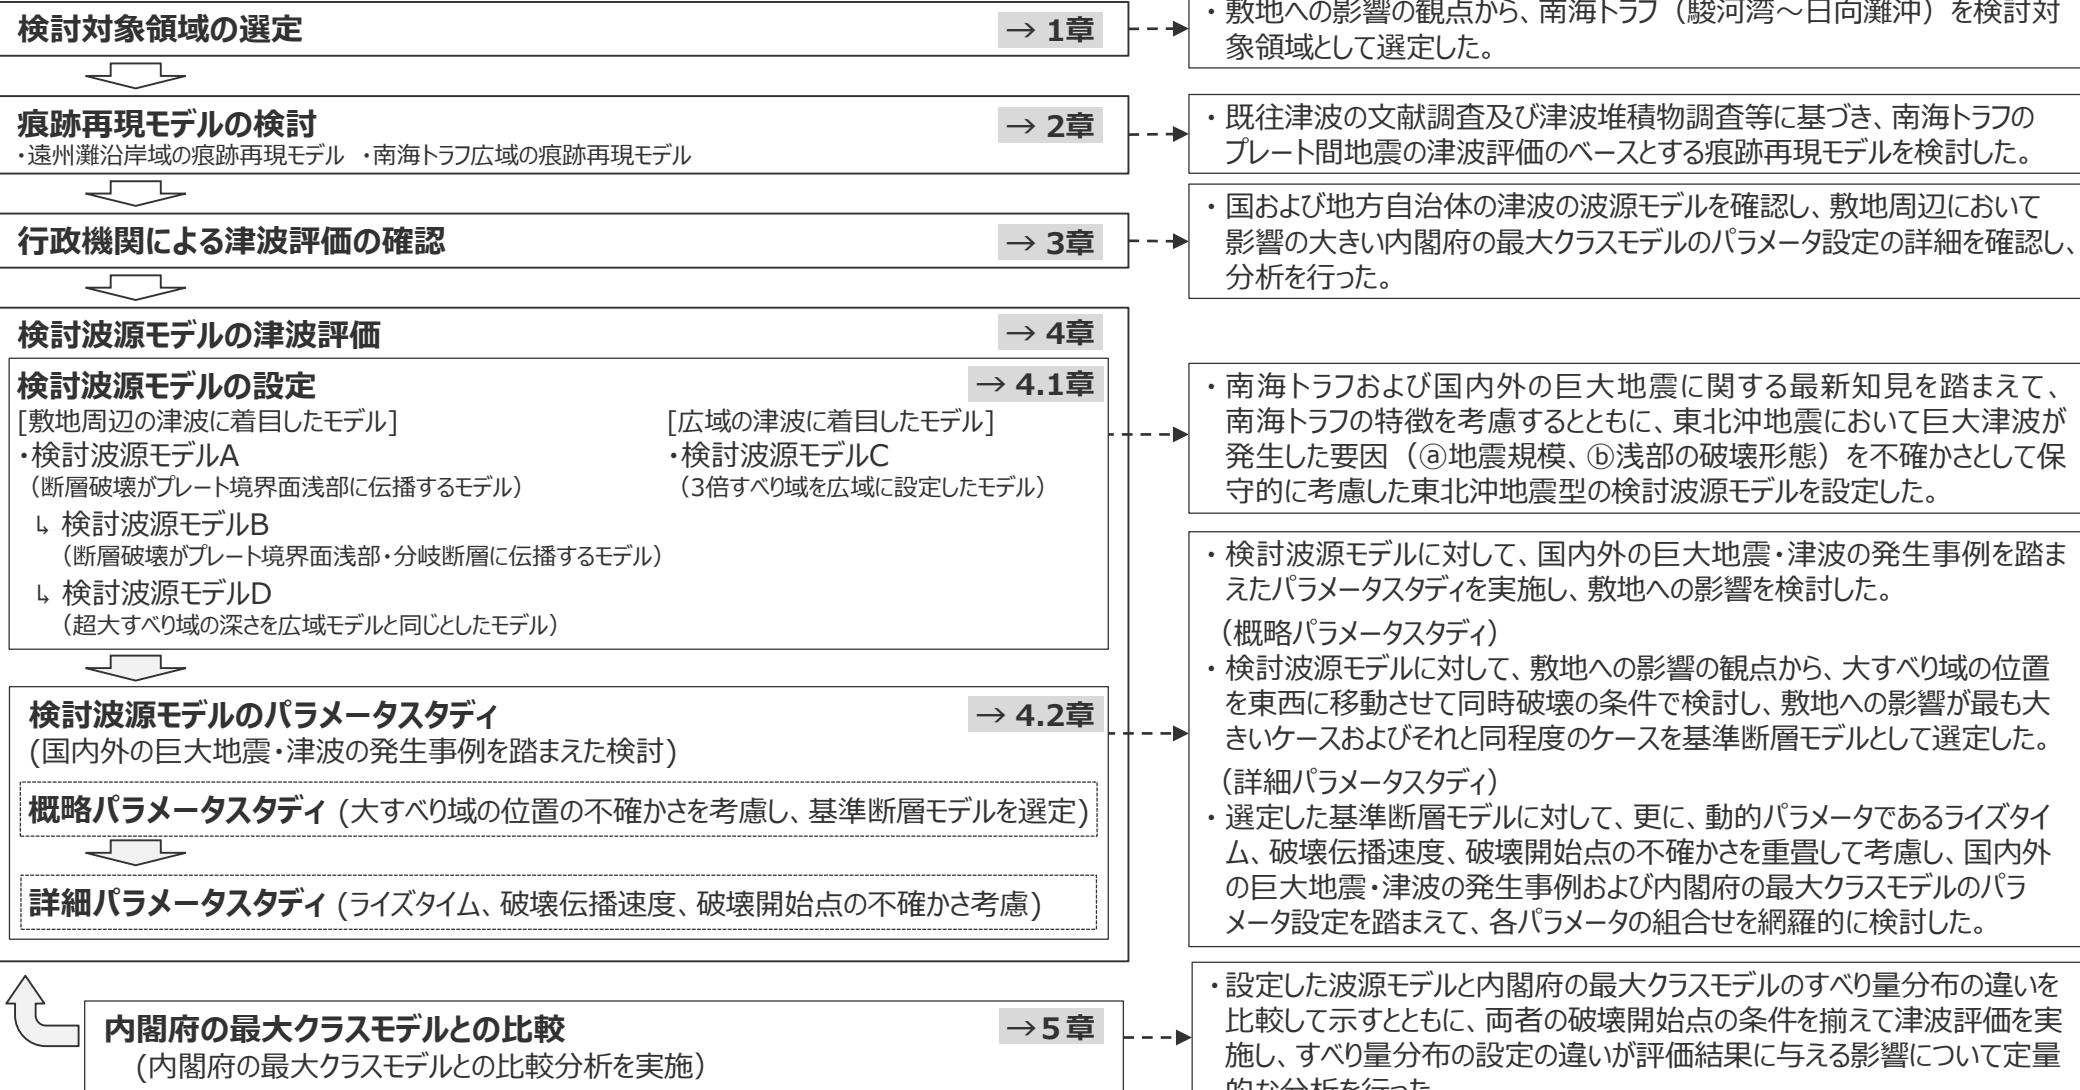 検討対象領域の選定 → 1章
・敷地への影響の観点から、南海トラフ（駿河湾～日向灘沖）を検討対
象領域として選定した。
痕跡再現モデルの検討 → 2章
・遠州灘沿岸域の痕跡再現モデル ・南海トラフ広域の痕跡再現モデル
・既往津波の文献調査及び津波堆積物調査等に基づき、南海トラフの
プレート間地震の津波評価のベースとする痕跡再現モデルを検討した。
行政機関による津波評価の確認 → 3章
・国および地方自治体の津波の波源モデルを確認し、敷地周辺において
影響の大きい内閣府の最大クラスモデルのパラメータ設定の詳細を確認し、
分析を行った。
検討波源モデルの津波評価 → 4章
検討波源モデルの設定 → 4.1章
[敷地周辺の津波に着目したモデル] [広域の津波に着目したモデル]
・検討波源モデルA ・検討波源モデルC
（断層破壊がプレート境界面浅部に伝播するモデル） （3倍すべり域を広域に設定したモデル）
↳ 検討波源モデルB
（断層破壊がプレート境界面浅部・分岐断層に伝播するモデル）
↳ 検討波源モデルD
（超大すべり域の深さを広域モデルと同じとしたモデル）
・南海トラフおよび国内外の巨大地震に関する最新知見を踏まえて、
南海トラフの特徴を考慮するとともに、東北沖地震において巨大津波が
発生した要因（ⓐ地震規模、ⓑ浅部の破壊形態）を不確かさとして保
守的に考慮した東北沖地震型の検討波源モデルを設定した。
検討波源モデルのパラメータスタディ → 4.2章
(国内外の巨大地震・津波の発生事例を踏まえた検討)
概略パラメータスタディ (大すべり域の位置の不確かさを考慮し、基準断層モデルを選定)
詳細パラメータスタディ (ライズタイム、破壊伝播速度、破壊開始点の不確かさ考慮)
・検討波源モデルに対して、国内外の巨大地震・津波の発生事例を踏ま
えたパラメータスタディを実施し、敷地への影響を検討した。
（概略パラメータスタディ）
・検討波源モデルに対して、敷地への影響の観点から、大すべり域の位置
を東西に移動させて同時破壊の条件で検討し、敷地への影響が最も大
きいケースおよびそれと同程度のケースを基準断層モデルとして選定した。
（詳細パラメータスタディ）
・選定した基準断層モデルに対して、更に、動的パラメータであるライズタイ
ム、破壊伝播速度、破壊開始点の不確かさを重畳して考慮し、国内外
の巨大地震・津波の発生事例および内閣府の最大クラスモデルのパラ
メータ設定を踏まえて、各パラメータの組合せを網羅的に検討した。
内閣府の最大クラスモデルとの比較 →5章
(内閣府の最大クラスモデルとの比較分析を実施)
・設定した波源モデルと内閣府の最大クラスモデルのすべり量分布の違いを
比較して示すとともに、両者の破壊開始点の条件を揃えて津波評価を実
施し、すべり量分布の設定の違いが評価結果に与える影響について定量
的な分析を行った